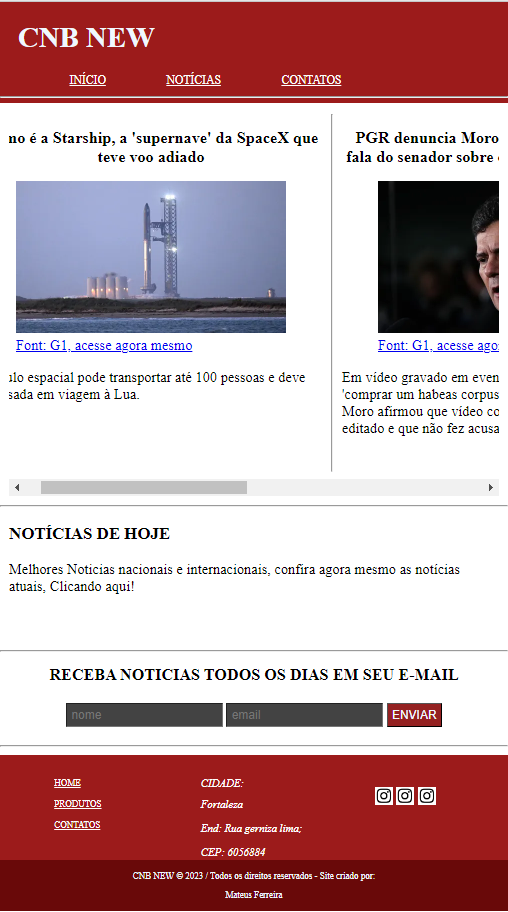 CNB NEW
INÍCIO NOTÍCIAS CONTATOS
no é a Starship, a 'supernave' da SpaceX que
teve voo adiado
Font: G1, acesse agora mesmo
ulo espacial pode transportar até 100 pessoas e deve
sada em viagem à Lua.
PGR denuncia Moro
fala do senador sobre
Font: G1, acesse ago
Em vídeo gravado em even
'comprar um habeas corpus
Moro afirmou que vídeo co
editado e que não fez acusa
NOTÍCIAS DE HOJE
Melhores Noticias nacionais e internacionais, confira agora mesmo as notícias
atuais, Clicando aqui!
RECEBA NOTICIAS TODOS OS DIAS EM SEU E-MAIL
nome email ENVIAR
HOME
PRODUTOS
CONTATOS
CIDADE:
Fortaleza
End: Rua gerniza lima;
CEP: 6056884
CNB NEW © 2023 / Todos os direitos reservados - Site criado por:
Mateus Ferreira